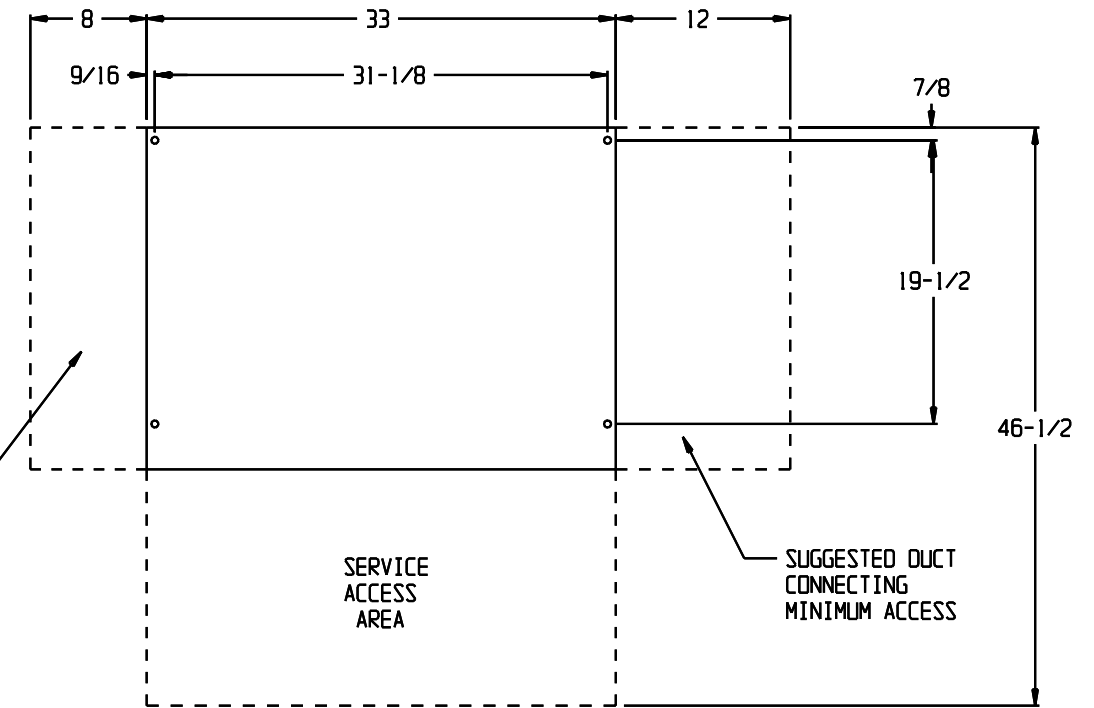 8
33
12
9/16
31-1/8
7/8
19-1/2
46-1/2
SERVICE
ACCESS
AREA
SUGGESTED DUCT
CONNECTING
MINIMUM ACCESS